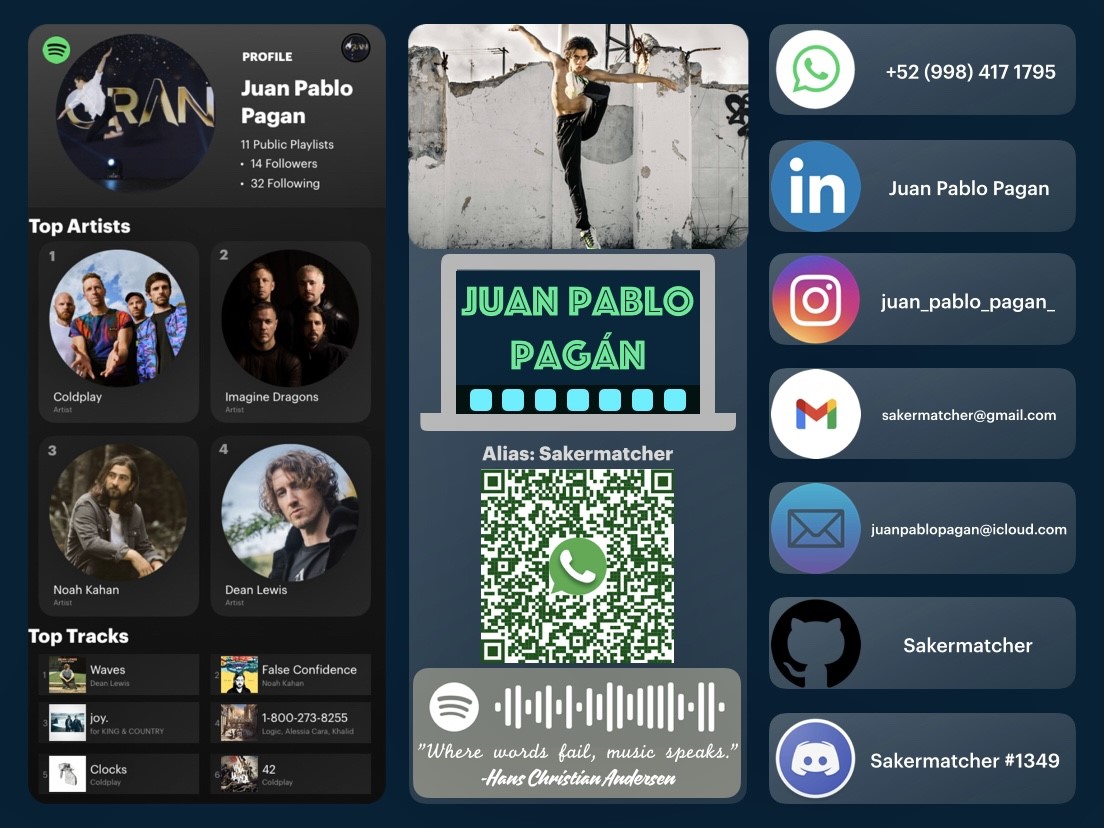 ORAN
PROFILE
Juan Pablo
Pagan
11 Public Playlists
• 14 Followers
• 32 Following
Top Artists
1
Coldplay
Artist
2
Imagine Dragons
Artist
3
Noah Kahan
Artist
4
Dean Lewis
Artist
Top Tracks
1
Waves
Dean Lewis
2
False Confidence
Noah Kahan
3
joy.
for KING & COUNTRY
4
1-800-273-8255
Logic, Alessia Cara, Khalid
5
Clocks
Coldplay
6
42
Coldplay
JUAN PABLO
PAGÁN
Alias: Sakermatcher
"Where words fail, music speaks."
-Hans Christian Andersen
+52 (998) 417 1795
in
Juan Pablo Pagan
juan_pablo_pagan_
sakermatcher@gmail.com
juanpablopagan@icloud.com
Sakermatcher
Sakermatcher #1349